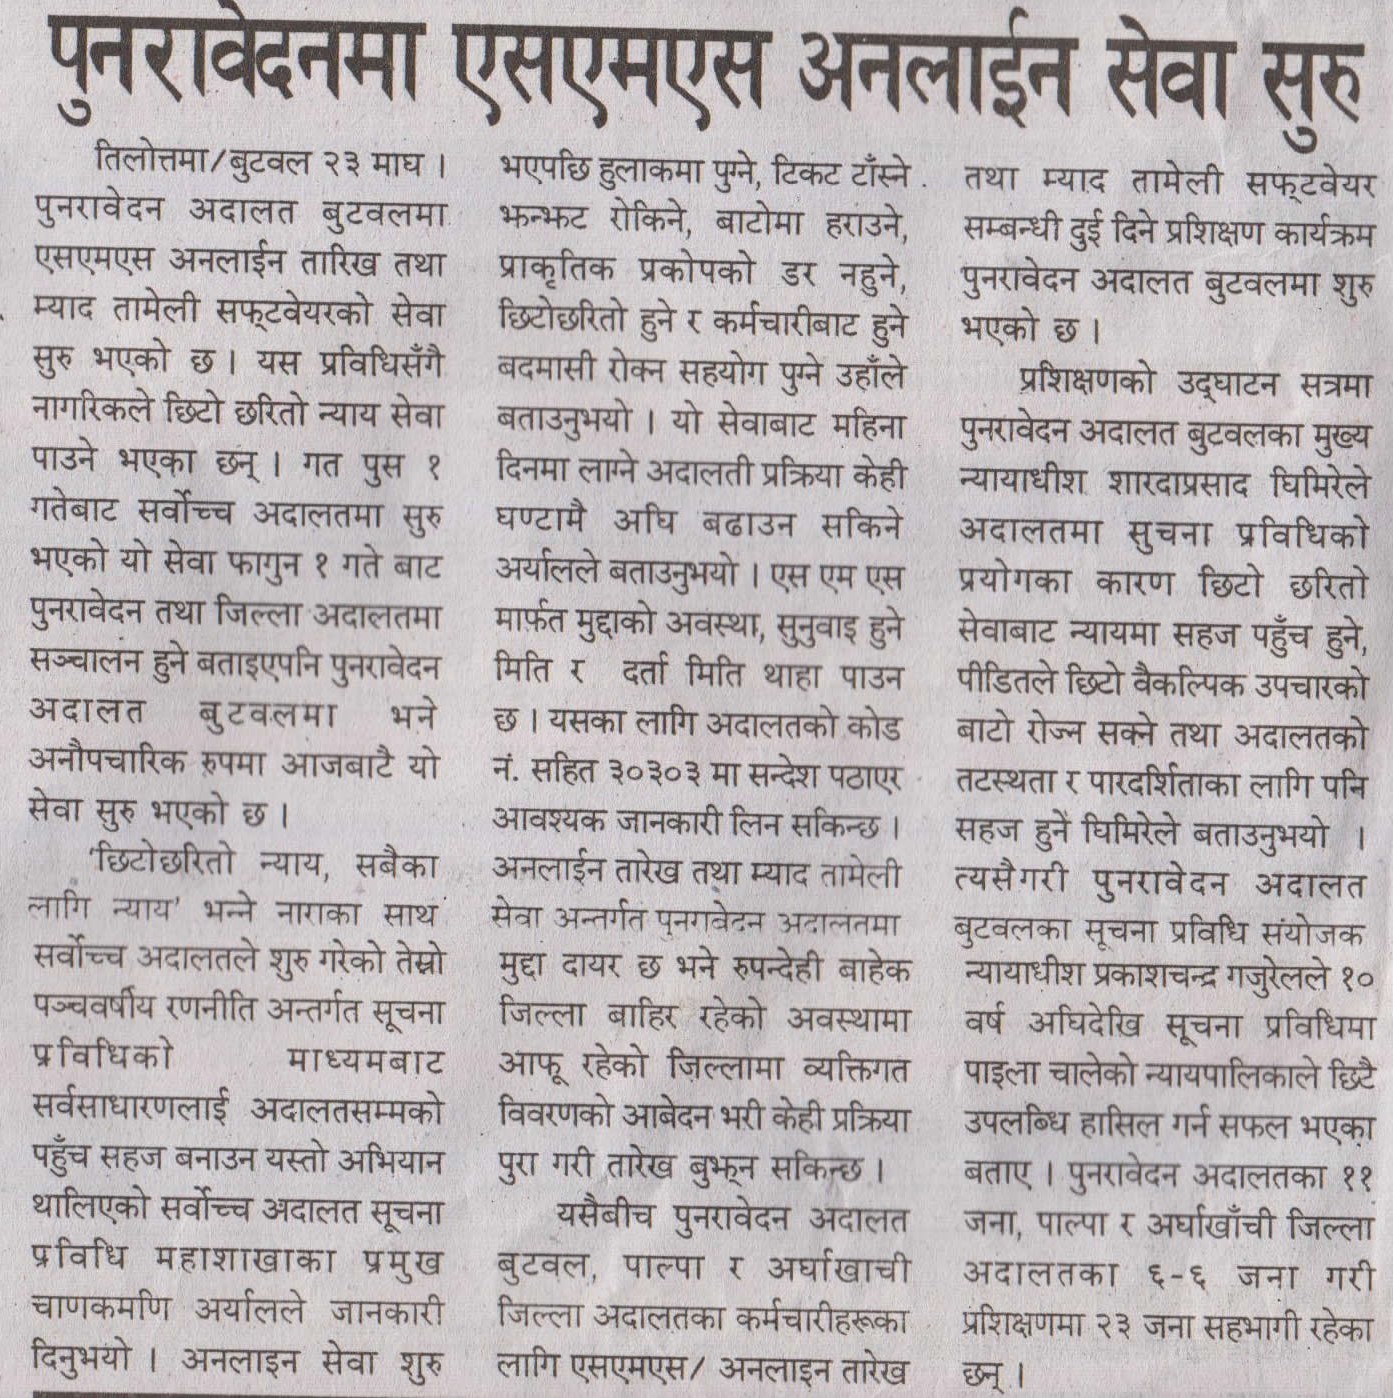 पुनरावेदनमा एसएमएस अनलाईन सेवा सुरु
तिलोत्तमा/बुटवल २३ माघ ।
पुनरावेदन अदालत बुटवलमा
एसएमएस अनलाईन तारिख तथा
म्याद तामेली सफ्टवेयरको सेवा
सुरु भएको छ । यस प्रविधिसँगै
नागरिकले छिटो छरितो न्याय सेवा
पाउने भएका छन् । गत पुस १
गतेबाट सर्वोच्च अदालतमा सुरु
भएको यो सेवा फागुन १ गते बाट
पुनरावेदन तथा जिल्ला अदालतमा
सञ्चालन हुने बताइएपनि पुनरावेदन
अदालत बुटवलमा भने
अनौपचारिक रुपमा आजबाटै यो
सेवा सुरु भएको छ ।
'छिटोछरितो न्याय, सबैका
लागि न्याय' भन्ने नाराका साथ
सर्वोच्च अदालतले शुरु गरेको तेस्रो
पञ्चवर्षीय रणनीति अन्तर्गत सूचना
प्रविधिको माध्यमबाट
सर्वसाधारणलाई अदालतसम्मको
पहुँच सहज बनाउन यस्तो अभियान
थालिएको सर्वोच्च अदालत सूचना
प्रविधि महाशाखाका प्रमुख
चाणकमणि अर्यालले जानकारी
दिनुभयो । अनलाइन सेवा शुरु
भएपछि हुलाकमा पुग्ने, टिकट टाँस्ने
झन्झट रोकिने, बाटोमा हराउने,
प्राकृतिक प्रकोपको डर नहुने,
छिटोछरितो हुने र कर्मचारीबाट हुने
बदमासी रोक्न सहयोग पुग्ने उहाँले
बताउनुभयो । यो सेवाबाट महिना
दिनमा लाग्ने अदालती प्रक्रिया केही
घण्टामै अघि बढाउन सकिने
अर्यालले बताउनुभयो । एस एम एस
मार्फत मुद्दाको अवस्था, सुनुवाइ हुने
मिति र दर्ता मिति थाहा पाउन
छ । यसका लागि अदालतको कोड
नं. सहित ३०३०३ मा सन्देश पठाएर
आवश्यक जानकारी लिन सकिन्छ ।
अनलाईन तारेख तथा म्याद तामेली
सेवा अन्तर्गत पुनरावेदन अदालतमा
मुद्दा दायर छ भने रुपन्देही बाहेक
जिल्ला बाहिर रहेको अवस्थामा
आफू रहेको जिल्लामा व्यक्तिगत
विवरणको आबेदन भरी केही प्रक्रिया
पुरा गरी तारेख बुझ्न सकिन्छ ।
यसैबीच पुनरावेदन अदालत
बुटवल, पाल्पा र अर्घाखाची
जिल्ला अदालतका कर्मचारीहरूका
लागि एसएमएस/ अनलाइन तारेख
तथा म्याद तामेली सफ्टवेयर
सम्बन्धी दुई दिने प्रशिक्षण कार्यक्रम
पुनरावेदन अदालत बुटवलमा शुरु
भएको छ ।
प्रशिक्षणको उद्घाटन सत्रमा
पुनरावेदन अदालत बुटवलका मुख्य
न्यायाधीश शारदाप्रसाद घिमिरेले
अदालतमा सुचना प्रविधिको
प्रयोगका कारण छिटो छरितो
सेवाबाट न्यायमा सहज पहुँच हुने,
पीडितले छिटो वैकल्पिक उपचारको
बाटो रोज्न सक्ने तथा अदालतको
तटस्थता र पारदर्शिताका लागि पनि
सहज हुने घिमिरेले बताउनुभयो ।
त्यसैगरी पुनरावेदन अदालत
बुटवलका सूचना प्रविधि संयोजक
न्यायाधीश प्रकाशचन्द्र गजुरेलले १०
वर्ष अघिदेखि सूचना प्रविधिमा
पाइला चालेको न्यायपालिकाले छिटै
उपलब्धि हासिल गर्न सफल भएका
बताए । पुनरावेदन अदालतका ११
जना, पाल्पा र अर्घाखाँची जिल्ला
अदालतका ६-६ जना गरी
प्रशिक्षणमा २३ जना सहभागी रहेका
छन् ।